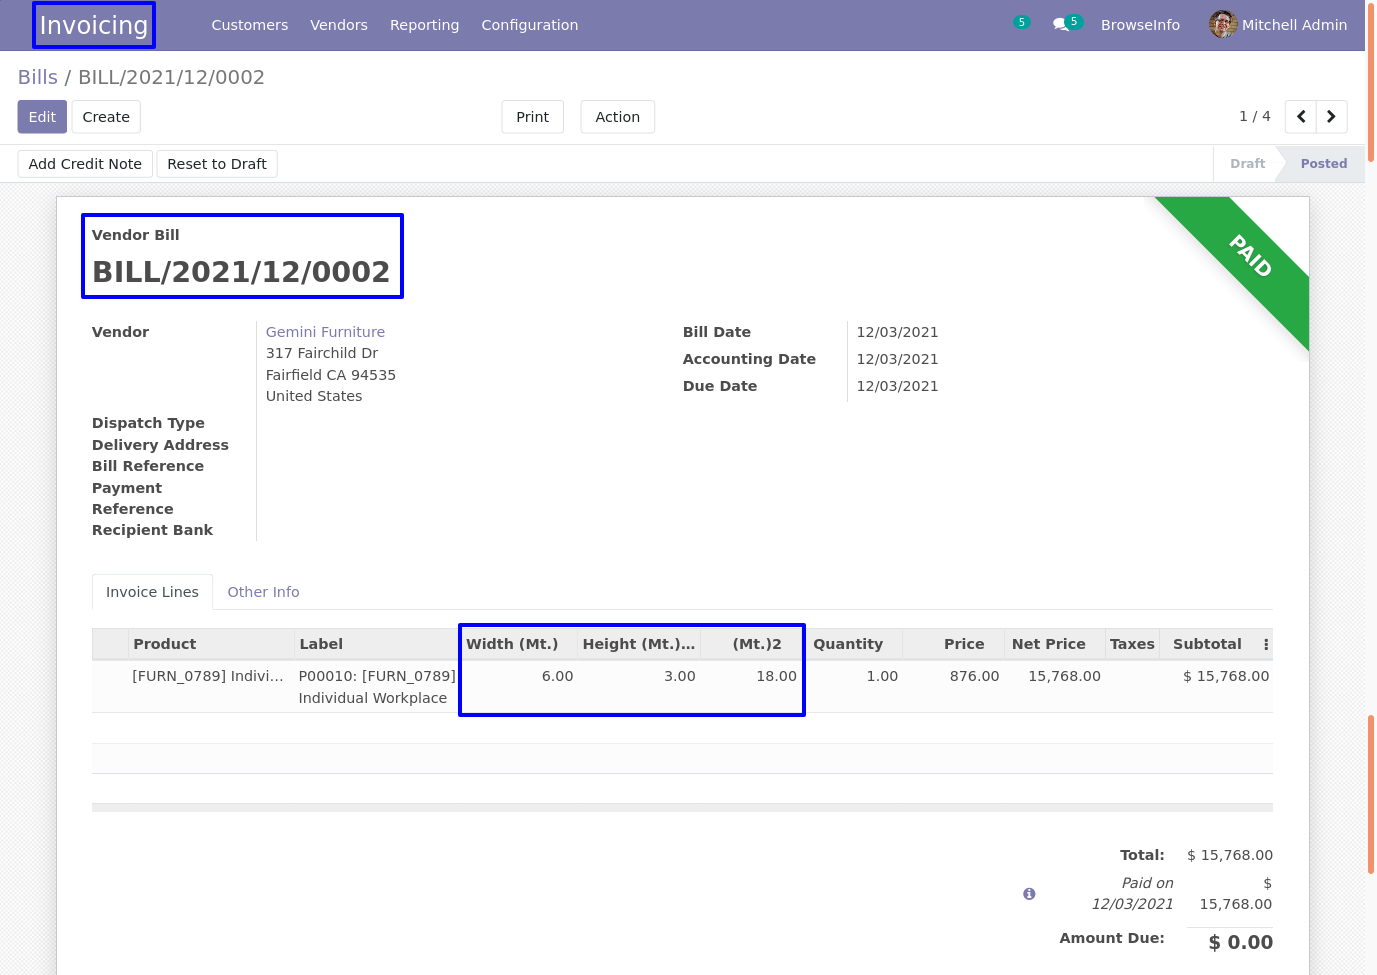 Invoicing Customers Vendors Reporting Configuration 5 5 BrowseInfo Mitchell Admin
Bills / BILL/2021/12/0002
Edit Create Print Action 1 / 4
Add Credit Note Reset to Draft Draft Posted
Vendor Bill
BILL/2021/12/0002
PAID
Vendor Gemini Furniture Bill Date 12/03/2021
317 Fairchild Dr
Accounting Date 12/03/2021
Fairfield CA 94535
Due Date 12/03/2021
United States
Dispatch Type
Delivery Address
Bill Reference
Payment
Reference
Recipient Bank
Invoice Lines Other Info
Product Label Width (Mt.) Height (Mt.)... (Mt.)2 Quantity Price Net Price Taxes Subtotal
[FURN_0789] Indivi... P00010: [FURN_0789] 6.00 3.00 18.00 1.00 876.00 15,768.00 $ 15,768.00
Individual Workplace
Total: $ 15,768.00
Paid on $
12/03/2021 15,768.00
Amount Due: $ 0.00